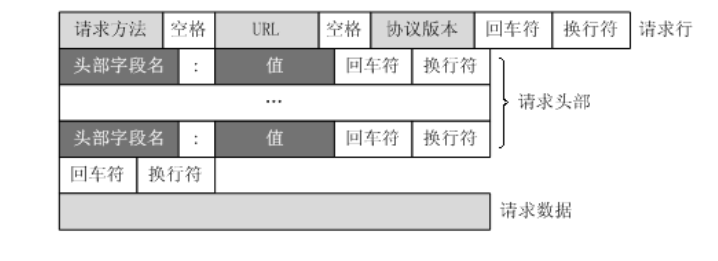 请求方法 空格 URL 空格 协议版本 回车符 换行符 请求行
头部字段名 : 值 回车符 换行符
... 请求头部
头部字段名 : 值 回车符 换行符
回车符 换行符
请求数据